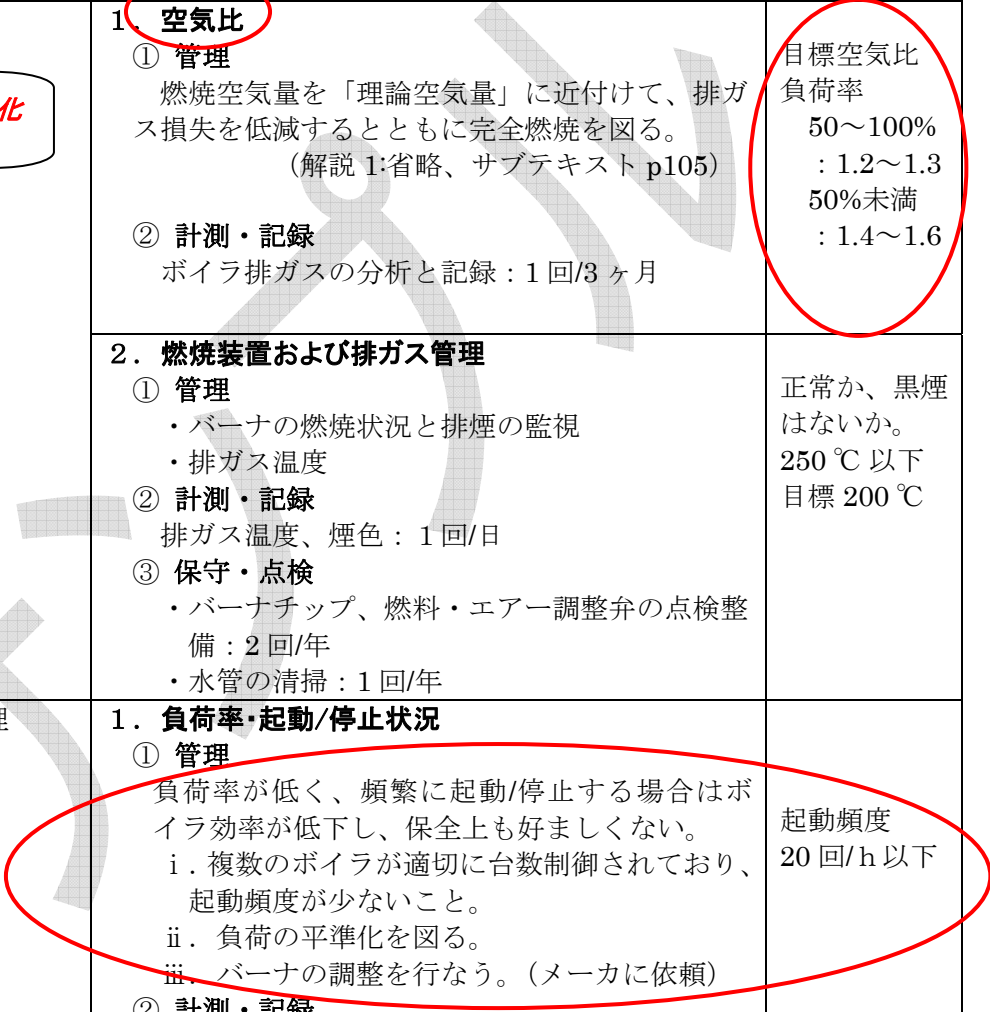 化
１．空気比
① 管理
燃焼空気量を「理論空気量」に近付けて、排ガ
ス損失を低減するとともに完全燃焼を図る。
（解説 1:省略、サブテキスト p105）
② 計測・記録
ボイラ排ガスの分析と記録：1 回/3 ヶ月
目標空気比
負荷率
50～100%
：1.2～1.3
50%未満
：1.4～1.6
２．燃焼装置および排ガス管理
① 管理
・バーナの燃焼状況と排煙の監視
・排ガス温度
② 計測・記録
排ガス温度、煙色：１回/日
③ 保守・点検
・バーナチップ、燃料・エアー調整弁の点検整
備：2 回/年
・水管の清掃：1 回/年
正常か、黒煙
はないか。
250 ℃ 以下
目標 200 ℃
理
１．負荷率・起動/停止状況
① 管理
負荷率が低く、頻繁に起動/停止する場合はボ
イラ効率が低下し、保全上も好ましくない。
ⅰ．複数のボイラが適切に台数制御されており、
起動頻度が少ないこと。
ⅱ．負荷の平準化を図る。
ⅲ．バーナの調整を行なう。（メーカに依頼）
② 計測・記録
起動頻度
20 回/ｈ以下
サンプル